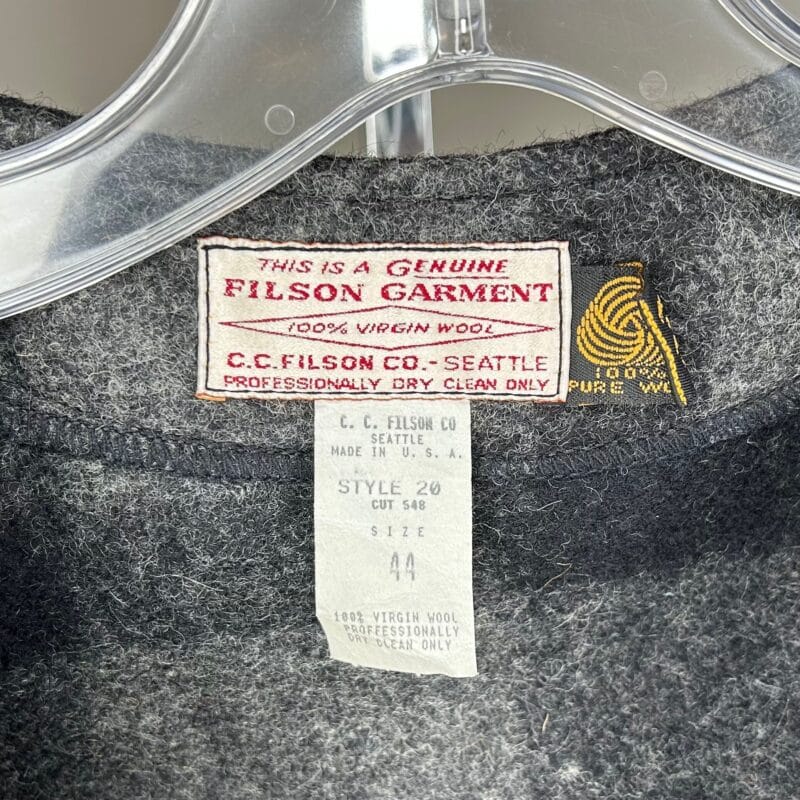 THIS IS A GENUINE
FILSON GARMENT
100% VIRGIN WOOL
C.C. FILSON CO. - SEATTLE
PROFESSIONALLY DRY CLEAN ONLY
100%
PURE
C. C. FILSON CO
SEATTLE
MADE IN U. S. A.
STYLE 20
CUT 548
SIZE
44
100% VIRGIN WOOL
PROFFESSIONALLY
DRY CLEAN ONLY